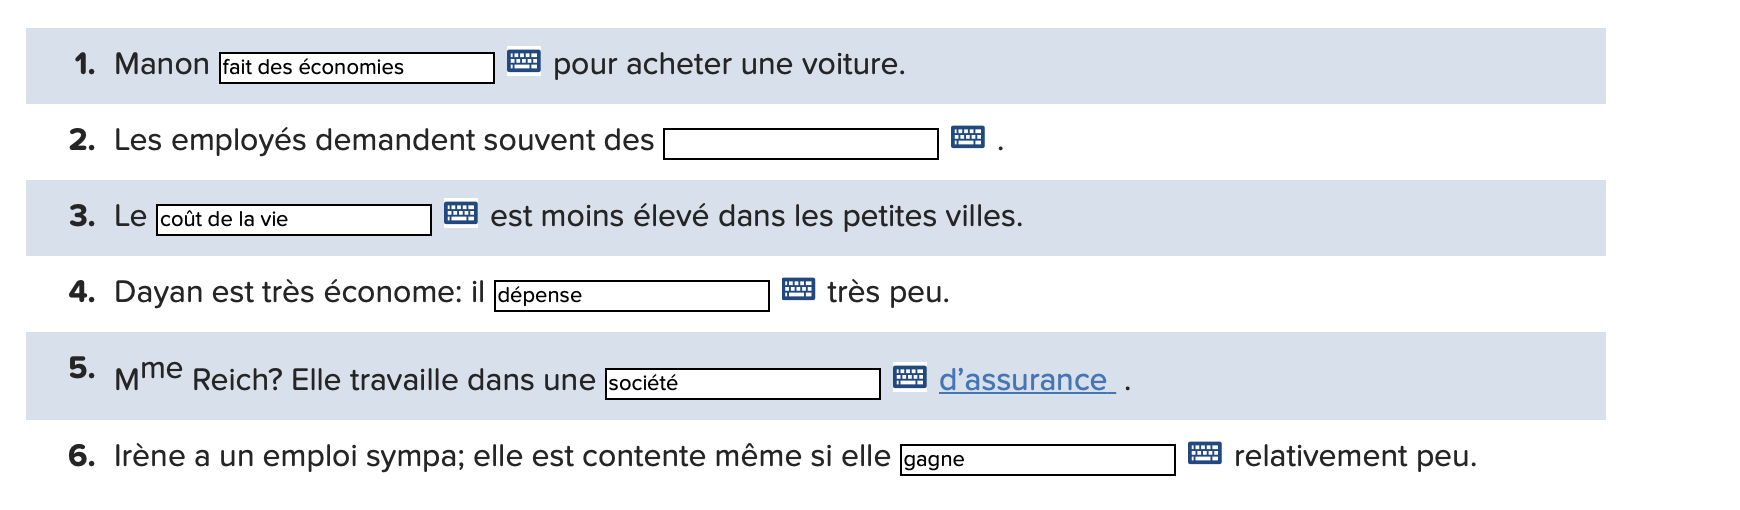 1. Manon fait des économies pour acheter une voiture.
2. Les employés demandent souvent des .
3. Le coût de la vie est moins élevé dans les petites villes.
4. Dayan est très économe: il dépense très peu.
5. Mme Reich? Elle travaille dans une société d’assurance .
6. Irène a un emploi sympa; elle est contente même si elle gagne relativement peu.